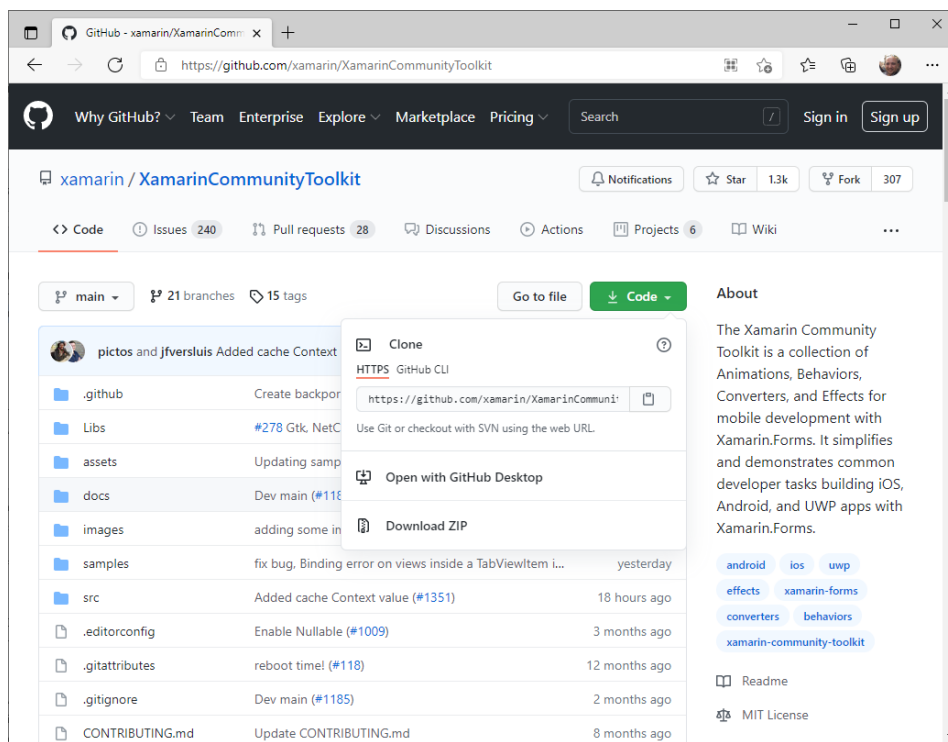 GitHub - xamarin/XamarinComm
https://github.com/xamarin/XamarinCommunityToolkit
Why GitHub? Team Enterprise Explore Marketplace Pricing Search / Sign in Sign up
xamarin / XamarinCommunityToolkit Notifications Star 1.3k Fork 307
Code Issues 240 Pull requests 28 Discussions Actions Projects 6 Wiki ...
main 21 branches 15 tags Go to file Code
pictos and jfversluis Added cache Context
.github Create backpor
Libs #278 Gtk, NetC
assets Updating samp
docs Dev main (#118
images adding some im
samples fix bug, Binding error on views inside a TabViewItem i... yesterday
src Added cache Context value (#1351) 18 hours ago
.editorconfig Enable Nullable (#1009) 3 months ago
.gitattributes reboot time! (#118) 12 months ago
.gitignore Dev main (#1185) 2 months ago
CONTRIBUTING.md Update CONTRIBUTING.md 8 months ago
Clone
HTTPS GitHub CLI
https://github.com/xamarin/XamarinCommuni
Use Git or checkout with SVN using the web URL.
Open with GitHub Desktop
Download ZIP
About
The Xamarin Community
Toolkit is a collection of
Animations, Behaviors,
Converters, and Effects for
mobile development with
Xamarin.Forms. It simplifies
and demonstrates common
developer tasks building iOS,
Android, and UWP apps with
Xamarin.Forms.
android ios uwp
effects xamarin-forms
converters behaviors
xamarin-community-toolkit
Readme
MIT License